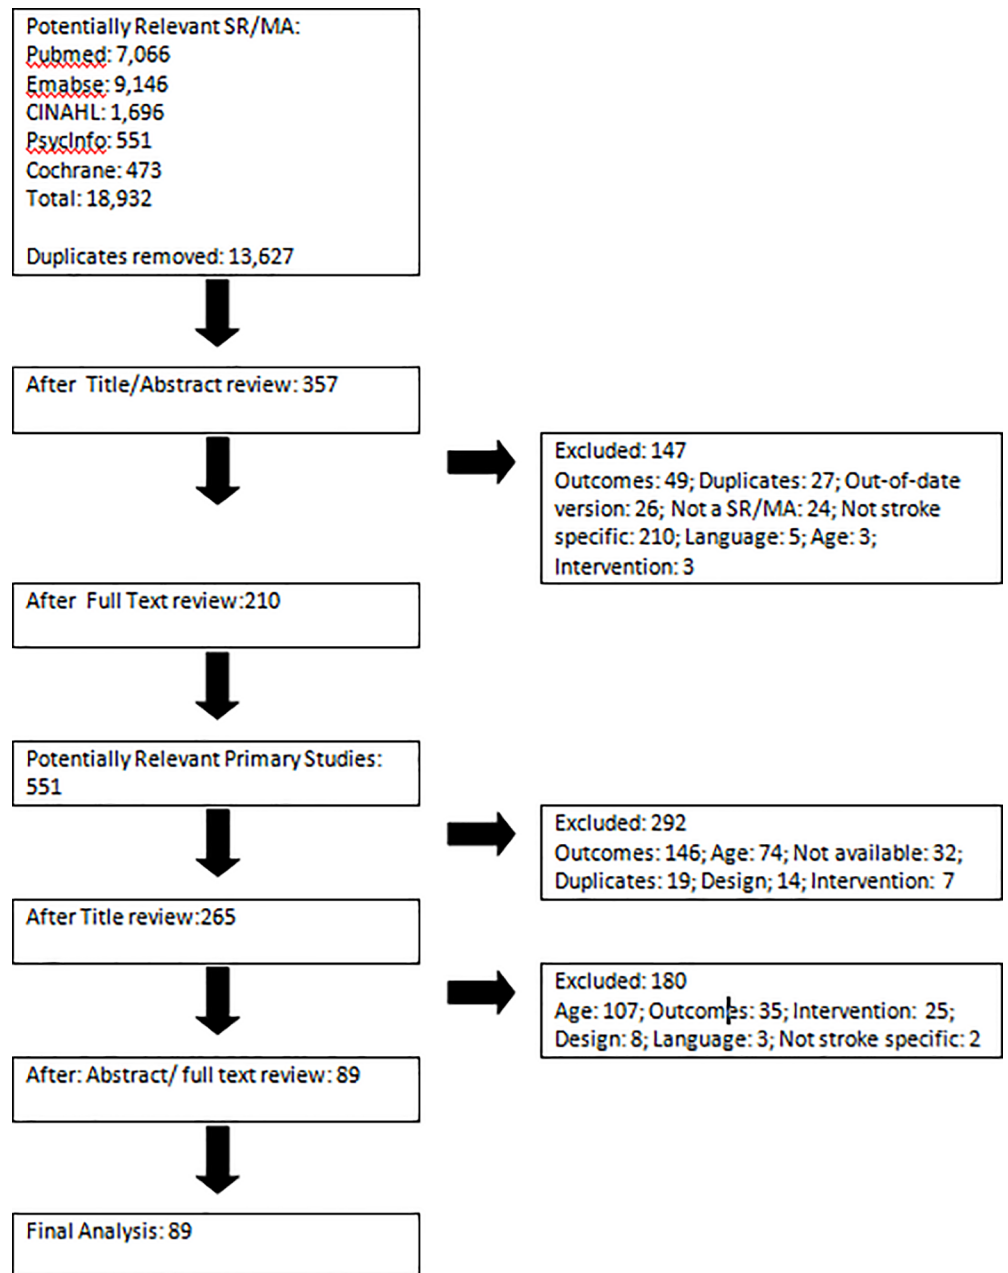 Potentially Relevant SR/MA:
Pubmed: 7,066
Emabse: 9,146
CINAHL: 1,696
PsycInfo: 551
Cochrane: 473
Total: 18,932
Duplicates removed: 13,627
After Title/Abstract review: 357
Excluded: 147
Outcomes: 49; Duplicates: 27; Out-of-date
version: 26; Not a SR/MA: 24; Not stroke
specific: 210; Language: 5; Age: 3;
Intervention: 3
After Full Text review:210
Potentially Relevant Primary Studies:
551
Excluded: 292
Outcomes: 146; Age: 74; Not available: 32;
Duplicates: 19; Design; 14; Intervention: 7
After Title review:265
Excluded: 180
Age: 107; Outcomes: 35; Intervention: 25;
Design: 8; Language: 3; Not stroke specific: 2
After: Abstract/ full text review: 89
Final Analysis: 89